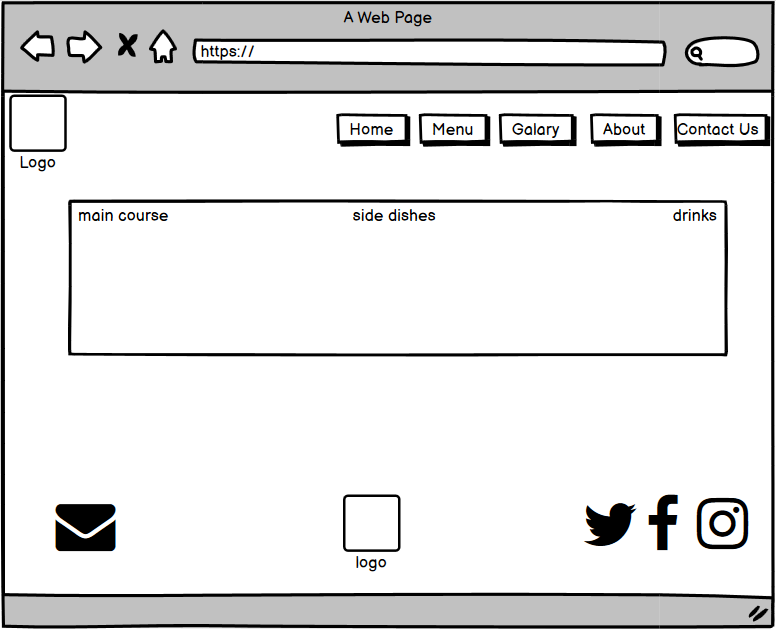 A Web Page
https://
Home Menu Galary About Contact Us
Logo
main course side dishes drinks
logo